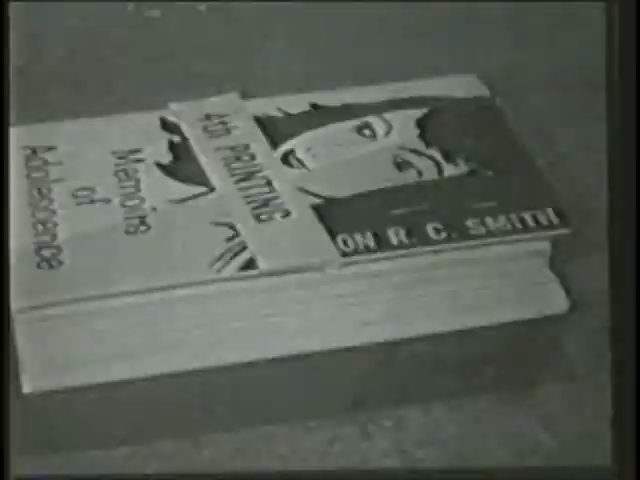 Memoirs
of
Adolescence
4th PRINTING
ON R. C. SMITH